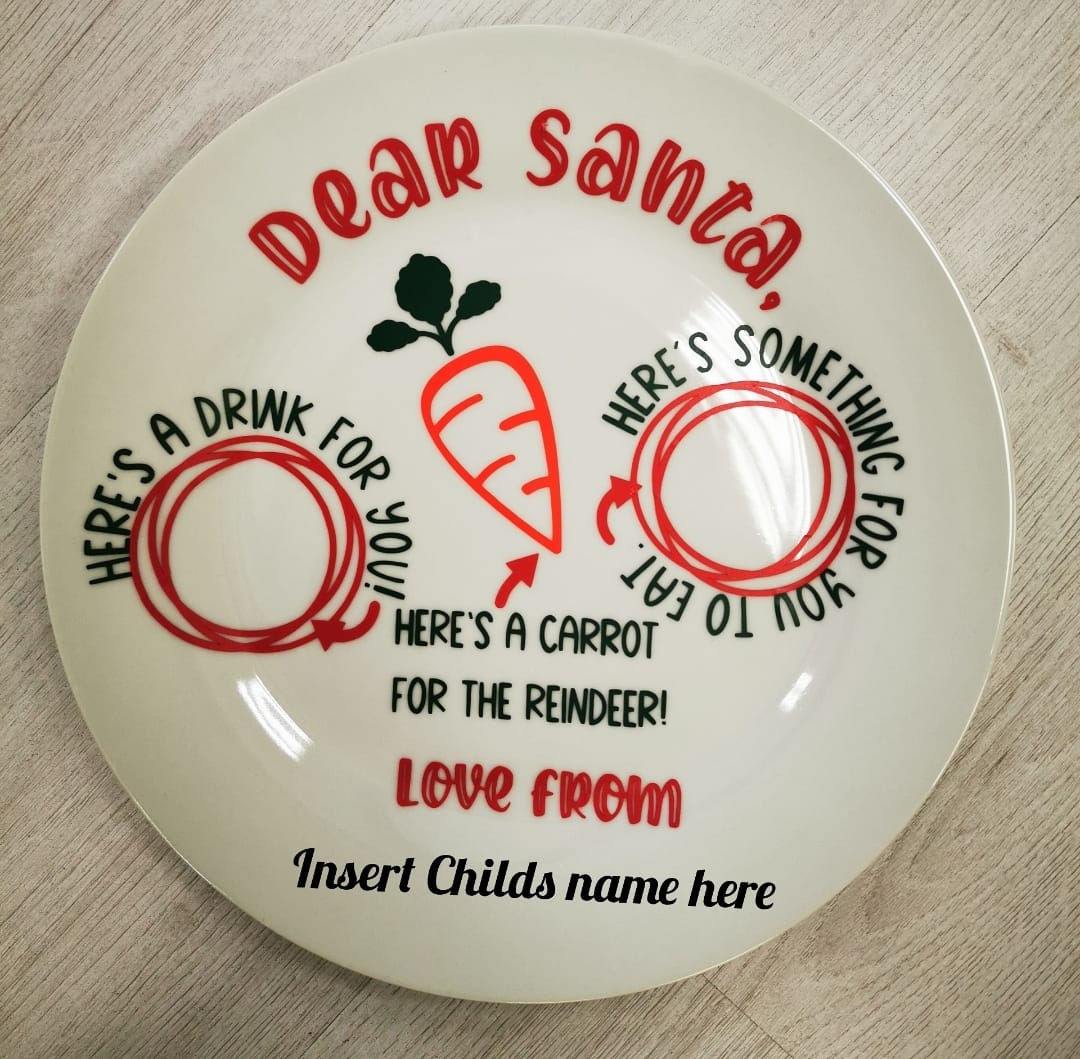 Dear Santa,
HERE'S A DRINK FOR YOU!
HERE'S SOMETHING FOR YOU TO EAT.
HERE'S A CARROT
FOR THE REINDEER!
Love From
Insert Childs name here